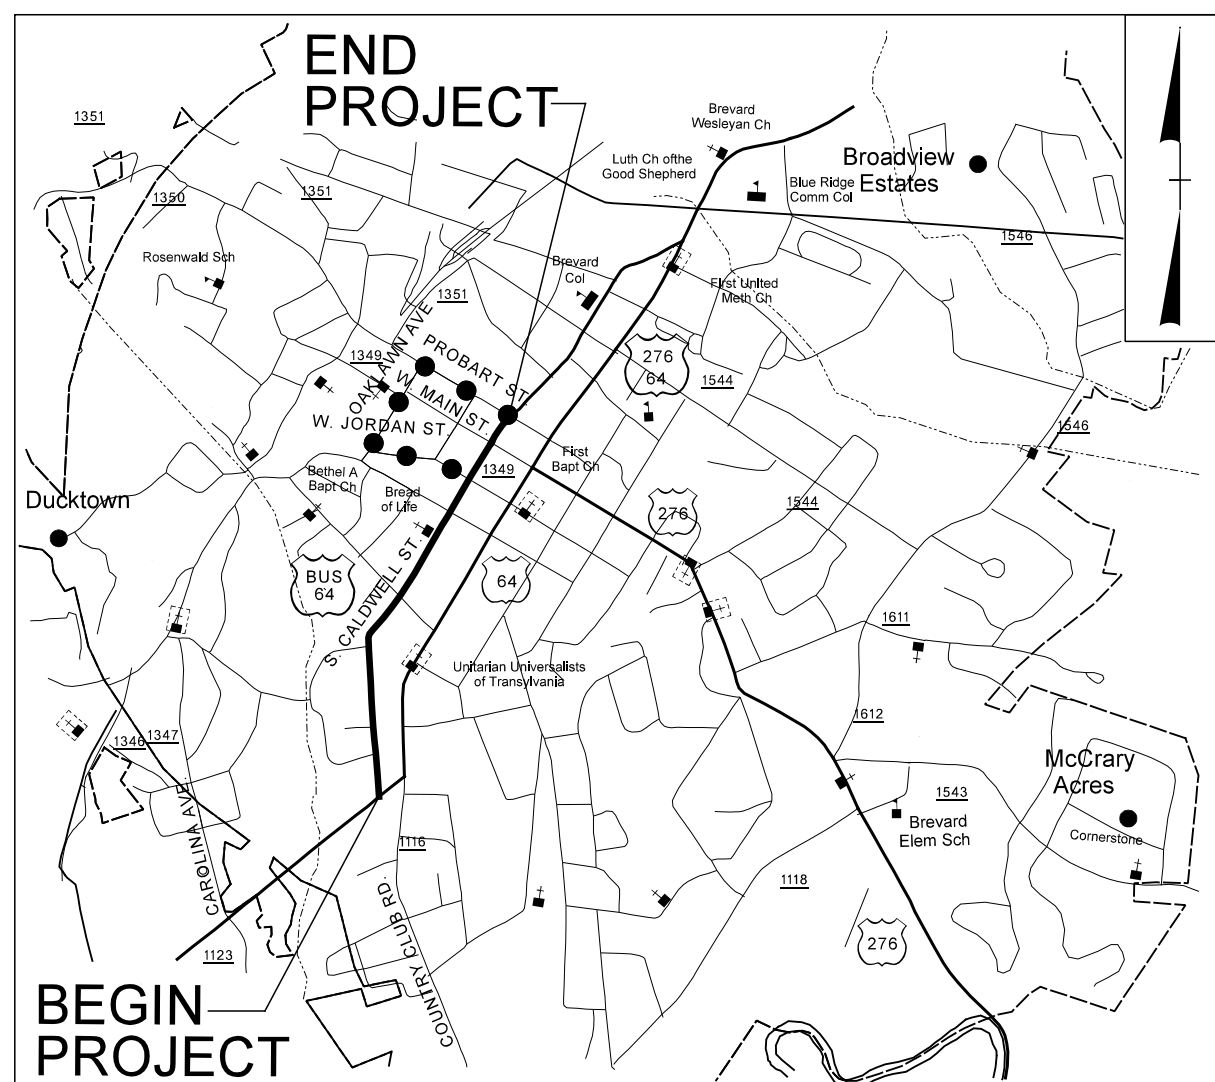 END
PROJECT
1351
Brevard
Wesleyan Ch
Luth Ch ofthe
Good Shepherd
Broadview
Estates
Blue Ridge
Comm Col
1350
1351
1546
Rosenwald Sch
Brevard
Col
1351
First United
Meth Ch
OAKLAWN AVE
PROBART ST.
1349
W. MAIN ST.
276
64
1544
W. JORDAN ST.
1546
First
Bapt Ch
1349
Bethel A
Bapt Ch
Bread
of Life
Ducktown
1544
276
BUS
64
64
S. CALDWELL ST.
1611
Unitarian Universalists
of Transylvania
1612
1346
1347
McCrary
Acres
1543
Brevard
Elem Sch
Cornerstone
CAROLINA AVE.
1116
1118
COUNTRY CLUB RD.
276
1123
BEGIN
PROJECT